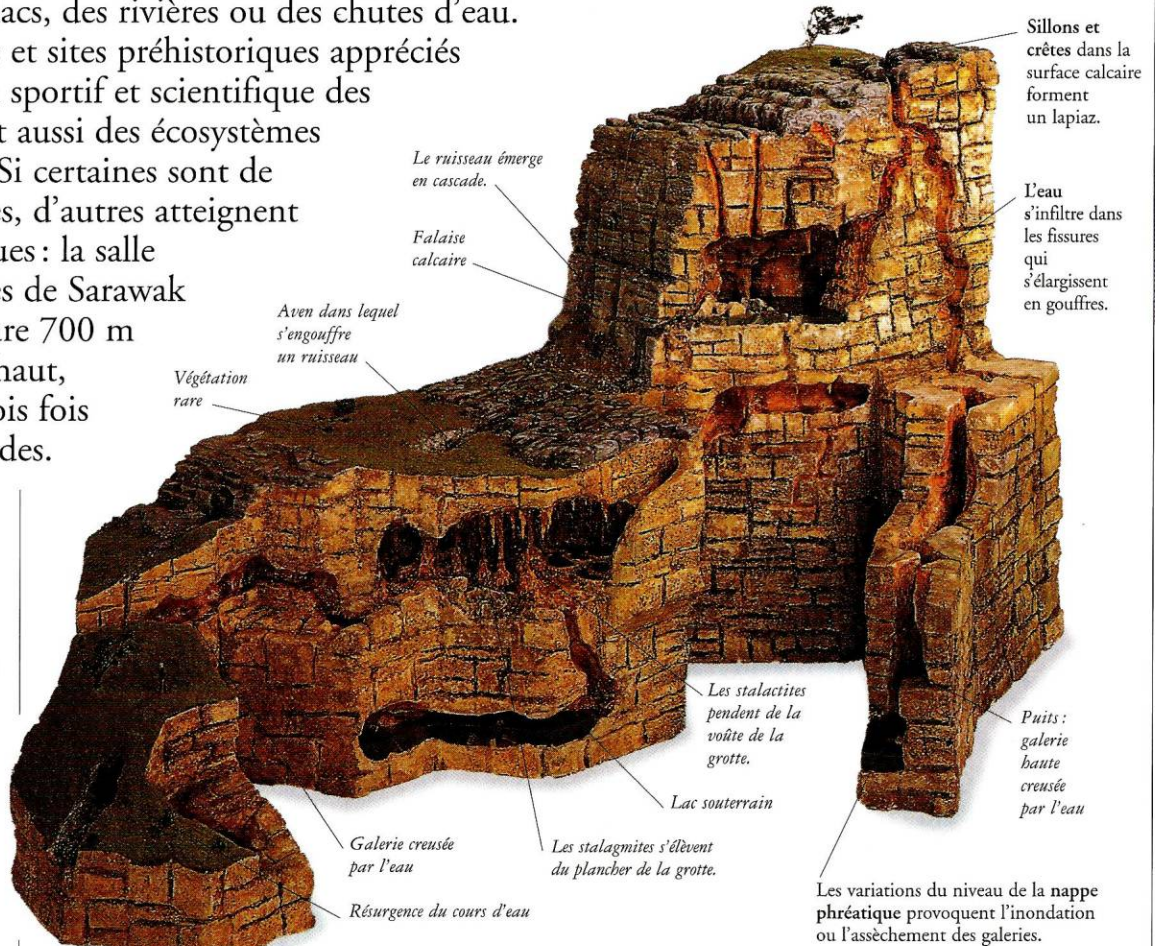 acs, des rivières ou des chutes d'eau.
et sites préhistoriques appréciés
sportif et scientifique des
t aussi des écosystèmes
Si certaines sont de
es, d'autres atteignent
ues : la salle
es de Sarawak
re 700 m
haut,
ois fois
des.
Sillons et
crêtes dans la
surface calcaire
forment
un lapiaz.
Le ruisseau émerge
en cascade.
L'eau
s'infiltre dans
les fissures
qui
s'élargissent
en gouffres.
Falaise
calcaire
Aven dans lequel
s'engouffre
un ruisseau
Végétation
rare
Les stalactites
pendent de la
voûte de la
grotte.
Puits :
galerie
haute
creusée
par l'eau
Lac souterrain
Galerie creusée
par l'eau
Les stalagmites s'élèvent
du plancher de la grotte.
Résurgence du cours d'eau
Les variations du niveau de la nappe
phréatique provoquent l'inondation
ou l'assèchement des galeries.